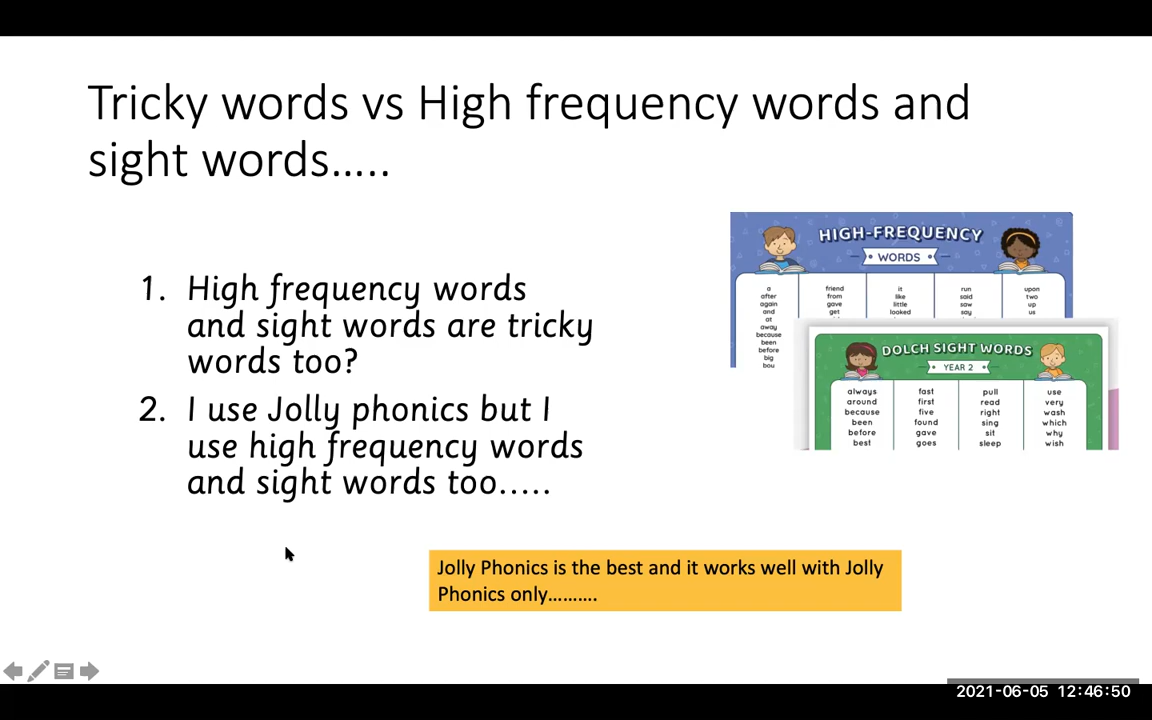 Tricky words vs High frequency words and
sight words.....
1. High frequency words
and sight words are tricky
words too?
2. I use Jolly phonics but I
use high frequency words
and sight words too.....
HIGH-FREQUENCY
WORDS
a
after
again
and
at
away
because
been
before
big
friend
from
gave
get
it
like
little
looked
run
said
saw
say
upon
two
up
us
DOLCH SIGHT WORDS
YEAR 2
always
around
because
been
before
best
fast
first
five
found
gave
goes
pull
read
right
sing
sit
sleep
use
very
wash
which
why
wish
Jolly Phonics is the best and it works well with Jolly
Phonics only..........
2021-06-05 12:46:50